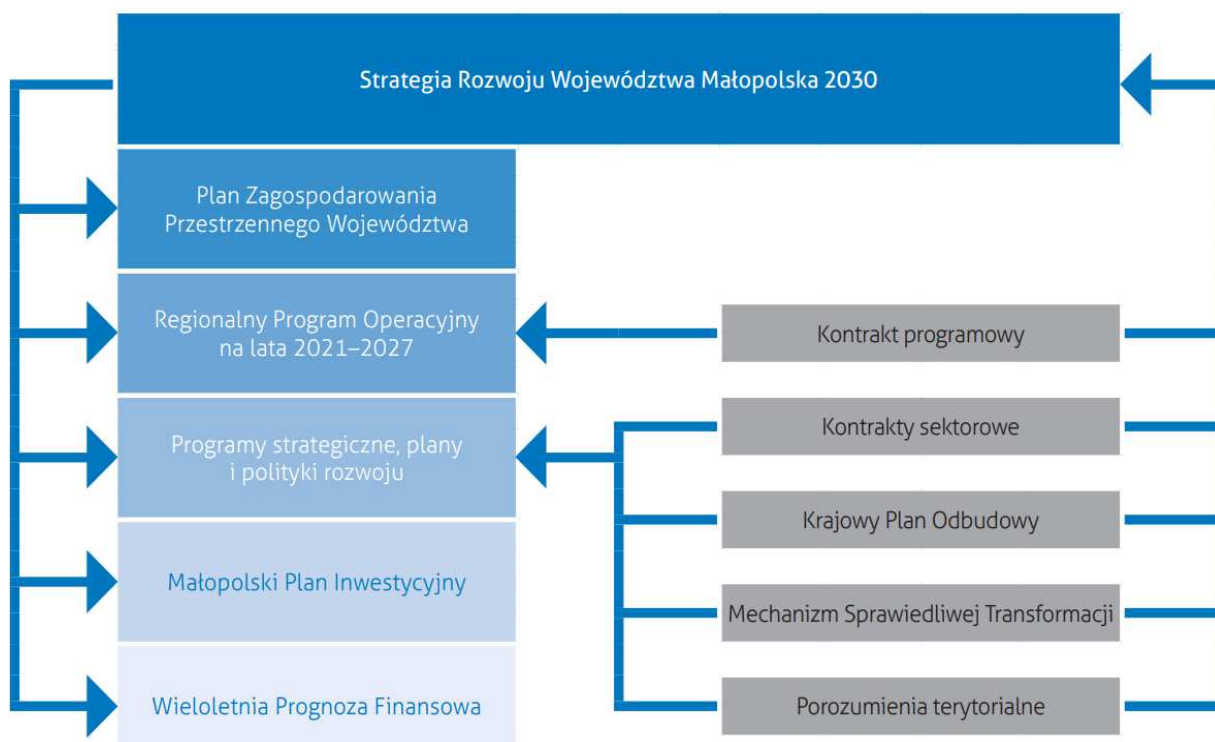 Strategia Rozwoju Województwa Małopolska 2030
Plan Zagospodarowania
Przestrzennego Województwa
Regionalny Program Operacyjny
na lata 2021–2027
Kontrakt programowy
Programy strategiczne, plany
i polityki rozwoju
Kontrakty sektorowe
Krajowy Plan Odbudowy
Małopolski Plan Inwestycyjny
Mechanizm Sprawiedliwej Transformacji
Wieloletnia Prognoza Finansowa
Porozumienia terytorialne